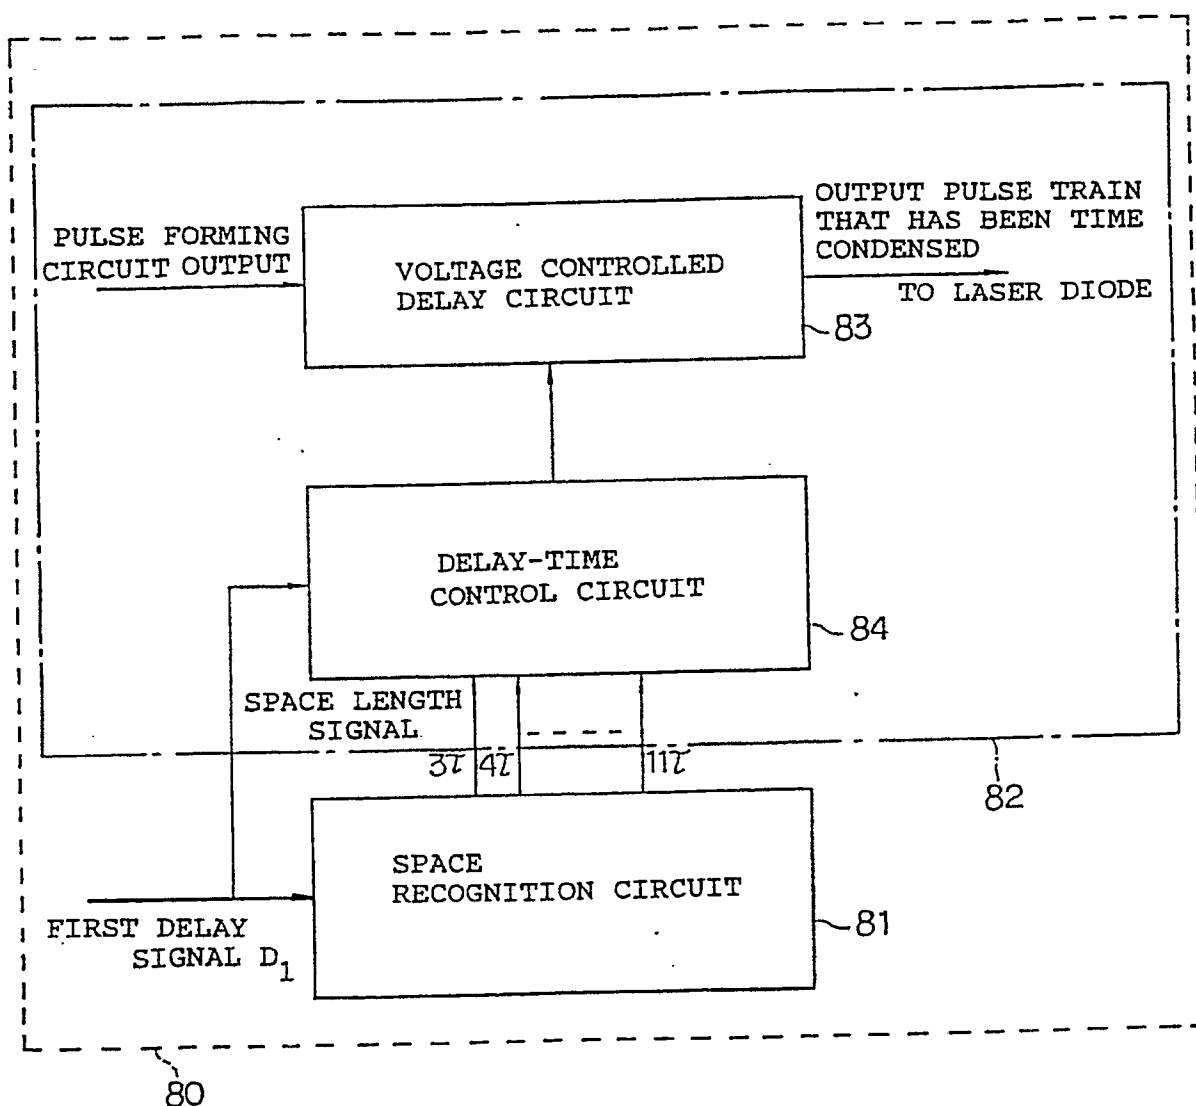 PULSE FORMING
CIRCUIT OUTPUT
VOLTAGE CONTROLLED
DELAY CIRCUIT
OUTPUT PULSE TRAIN
THAT HAS BEEN TIME
CONDENSED
TO LASER DIODE
83
DELAY-TIME
CONTROL CIRCUIT
84
SPACE LENGTH
SIGNAL
3τ 4τ 11τ
82
SPACE
RECOGNITION CIRCUIT
81
FIRST DELAY
SIGNAL D₁
80